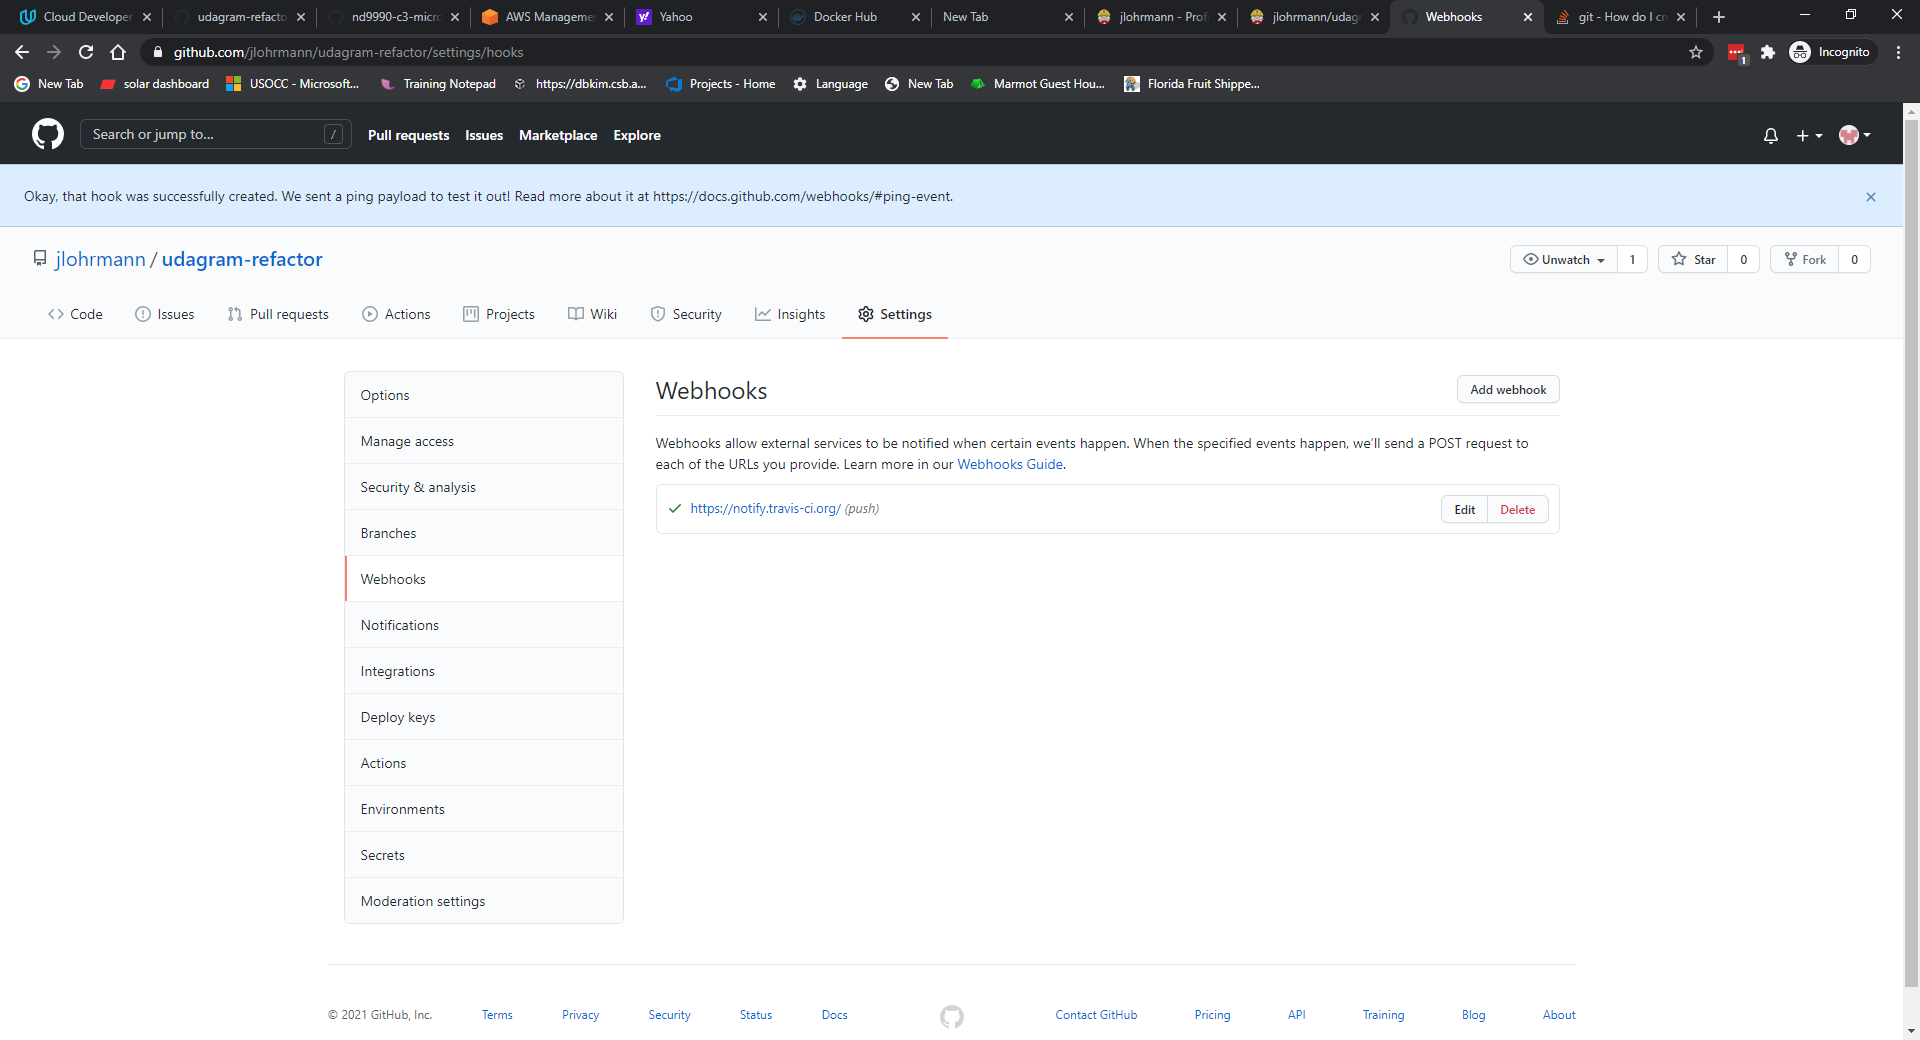 Cloud Developer
udagram-refacto
nd9990-c3-micro
AWS Manageme
Yahoo
Docker Hub
New Tab
jlohrmann - Prof
jlohrmann/udag
Webhooks
git - How do I cr
github.com/jlohrmann/udagram-refactor/settings/hooks
1
Incognito
New Tab
solar dashboard
USOCC - Microsoft...
Training Notepad
https://dbkim.csb.a...
Projects - Home
Language
New Tab
Marmot Guest Hou...
Florida Fruit Shippe...
Search or jump to...
/
Pull requests
Issues
Marketplace
Explore
Okay, that hook was successfully created. We sent a ping payload to test it out! Read more about it at https://docs.github.com/webhooks/#ping-event.
jlohrmann / udagram-refactor
Unwatch
1
Star
0
Fork
0
Code
Issues
Pull requests
Actions
Projects
Wiki
Security
Insights
Settings
Options
Manage access
Security & analysis
Branches
Webhooks
Notifications
Integrations
Deploy keys
Actions
Environments
Secrets
Moderation settings
Webhooks
Add webhook
Webhooks allow external services to be notified when certain events happen. When the specified events happen, we'll send a POST request to
each of the URLs you provide. Learn more in our Webhooks Guide.
https://notify.travis-ci.org/ (push)
Edit
Delete
© 2021 GitHub, Inc.
Terms
Privacy
Security
Status
Docs
Contact GitHub
Pricing
API
Training
Blog
About